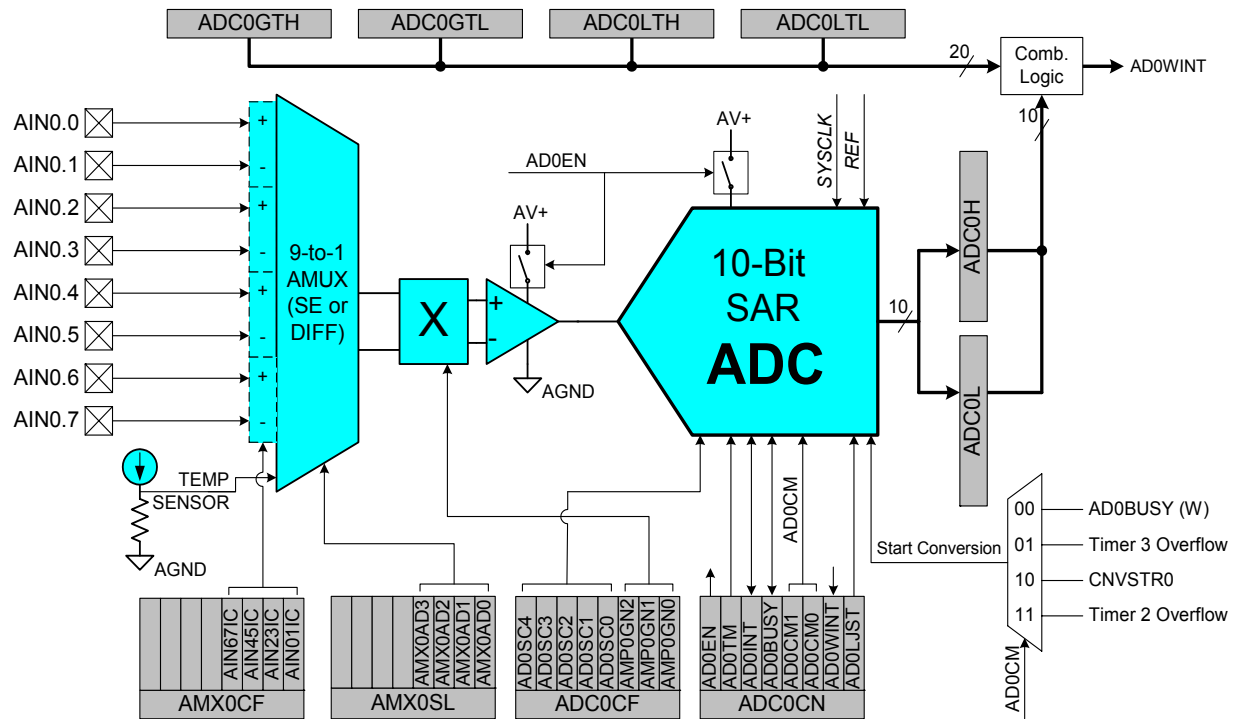 ADC0GTH
ADC0GTL
ADC0LTH
ADC0LTL
20
Comb.
Logic
AD0WINT
10
AIN0.0
AIN0.1
AIN0.2
AIN0.3
AIN0.4
AIN0.5
AIN0.6
AIN0.7
+
-
+
-
+
-
+
-
9-to-1
AMUX
(SE or
DIFF)
AD0EN
AV+
AV+
SYSCLK
REF
X
+
-
AGND
10-Bit
SAR
ADC
10
ADC0H
ADC0L
TEMP
SENSOR
AGND
AD0CM
Start Conversion
00
01
10
11
AD0BUSY (W)
Timer 3 Overflow
CNVSTR0
Timer 2 Overflow
AD0CM
AIN67IC
AIN45IC
AIN23IC
AIN01IC
AMX0CF
AMX0AD3
AMX0AD2
AMX0AD1
AMX0AD0
AMX0SL
AD0SC4
AD0SC3
AD0SC2
AD0SC1
AD0SC0
AMP0GN2
AMP0GN1
AMP0GN0
ADC0CF
AD0EN
AD0TM
AD0INT
AD0BUSY
AD0CM1
AD0CM0
AD0WINT
AD0LJST
ADC0CN